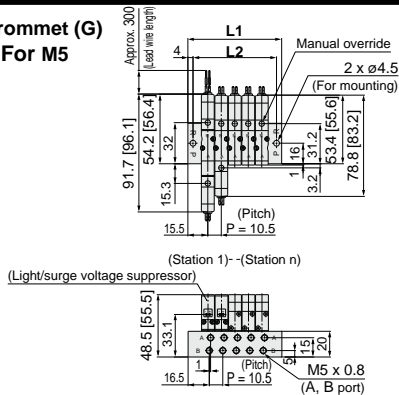 rommet (G)
For M5
Approx. 300
(Lead wire length)
L1
4
L2
Manual override
2 x ø4.5
(For mounting)
91.7 [96.1]
54.2 [56.4]
32
15.3
R
P
R
P
16
1
31.2
3.2
53.4 [55.6]
78.8 [83.2]
(Pitch)
15.5
P = 10.5
(Station 1)- -(Station n)
(Light/surge voltage suppressor)
48.5 [55.5]
33.1
A
B
A
B
5
15
20
1
(Pitch)
M5 x 0.8
16.5
P = 10.5
(A, B port)